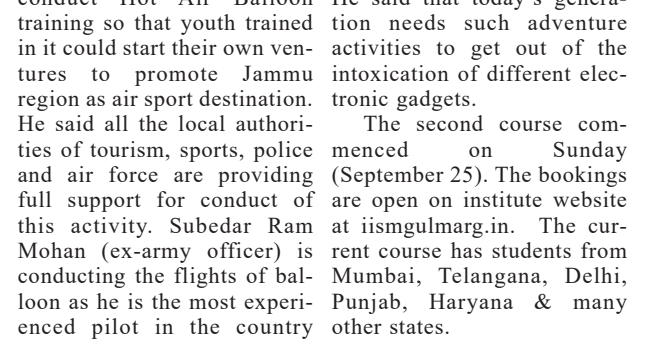 conduct Hot Air Balloon
training so that youth trained
in it could start their own ven-
tures to promote Jammu
region as air sport destination.
He said all the local authori-
ties of tourism, sports, police
and air force are providing
full support for conduct of
this activity. Subedar Ram
Mohan (ex-army officer) is
conducting the flights of bal-
loon as he is the most experi-
enced pilot in the country
He said that today's genera-
tion needs such adventure
activities to get out of the
intoxication of different elec-
tronic gadgets.
The second course com-
menced on Sunday
(September 25). The bookings
are open on institute website
at iismgulmarg.in. The cur-
rent course has students from
Mumbai, Telangana, Delhi,
Punjab, Haryana & many
other states.